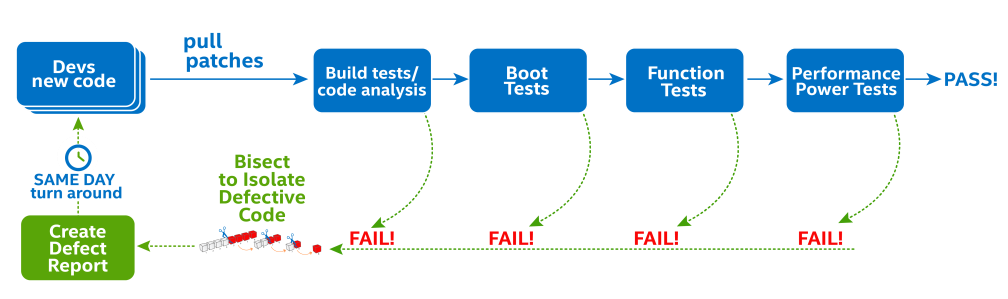 Devs
new code
pull
patches
Build tests/
code analysis
Boot
Tests
Function
Tests
Performance
Power Tests
PASS!
SAME DAY
turn around
Bisect
to Isolate
Defective
Code
Create
Defect
Report
FAIL!
FAIL!
FAIL!
FAIL!